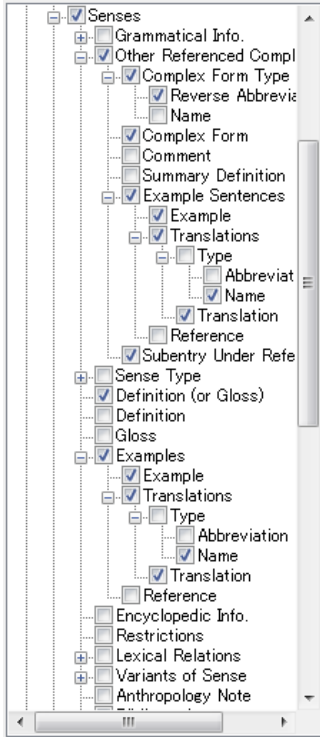 Senses
Grammatical Info.
Other Referenced Compl
Complex Form Type
Reverse Abbrevia
Name
Complex Form
Comment
Summary Definition
Example Sentences
Example
Translations
Type
Abbreviat
Name
Translation
Reference
Subentry Under Refe
Sense Type
Definition (or Gloss)
Definition
Gloss
Examples
Example
Translations
Type
Abbreviation
Name
Translation
Reference
Encyclopedic Info.
Restrictions
Lexical Relations
Variants of Sense
Anthropology Note